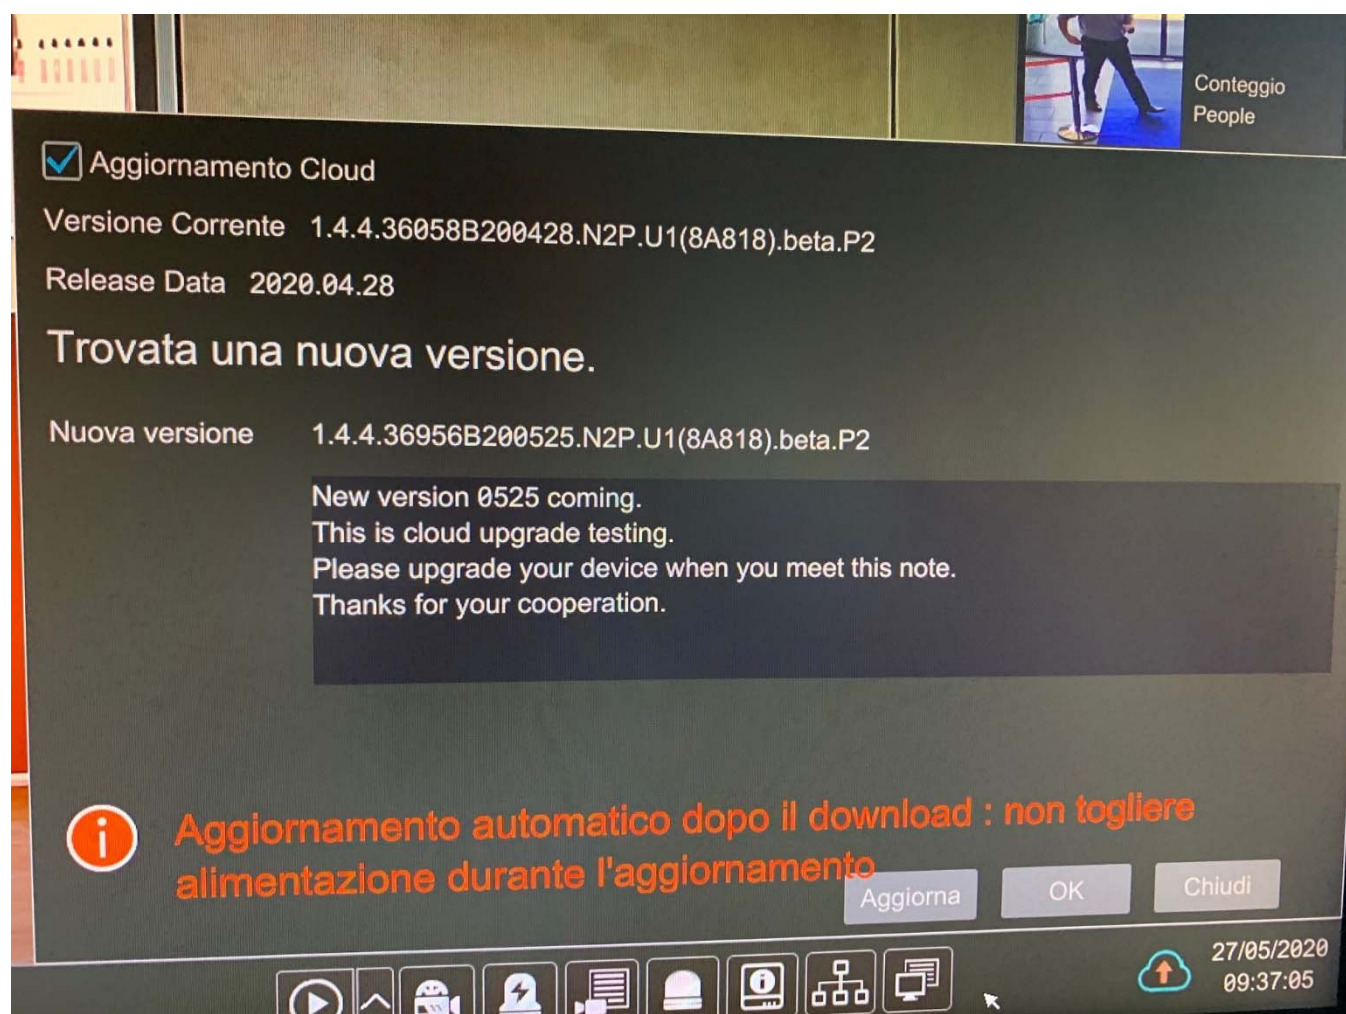 Conteggio
People
Aggiornamento Cloud
Versione Corrente 1.4.4.36058B200428.N2P.U1(8A818).beta.P2
Release Data 2020.04.28
Trovata una nuova versione.
Nuova versione 1.4.4.36956B200525.N2P.U1(8A818).beta.P2
New version 0525 coming.
This is cloud upgrade testing.
Please upgrade your device when you meet this note.
Thanks for your cooperation.
Aggiornamento automatico dopo il download : non togliere
alimentazione durante l'aggiornamento
Aggiorna OK Chiudi
27/05/2020
09:37:05